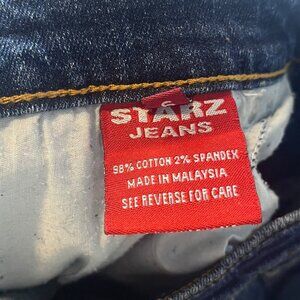 STARZ
JEANS
98% COTTON 2% SPANDEX
MADE IN MALAYSIA
SEE REVERSE FOR CARE